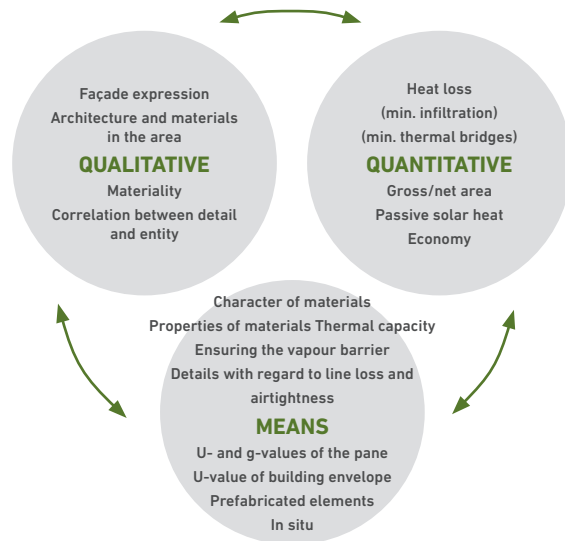 Façade expression
Architecture and materials
in the area
QUALITATIVE
Materiality
Correlation between detail
and entity
Heat loss
(min. infiltration)
(min. thermal bridges)
QUANTITATIVE
Gross/net area
Passive solar heat
Economy
Character of materials
Properties of materials Thermal capacity
Ensuring the vapour barrier
Details with regard to line loss and
airtightness
MEANS
U- and g-values of the pane
U-value of building envelope
Prefabricated elements
In situ